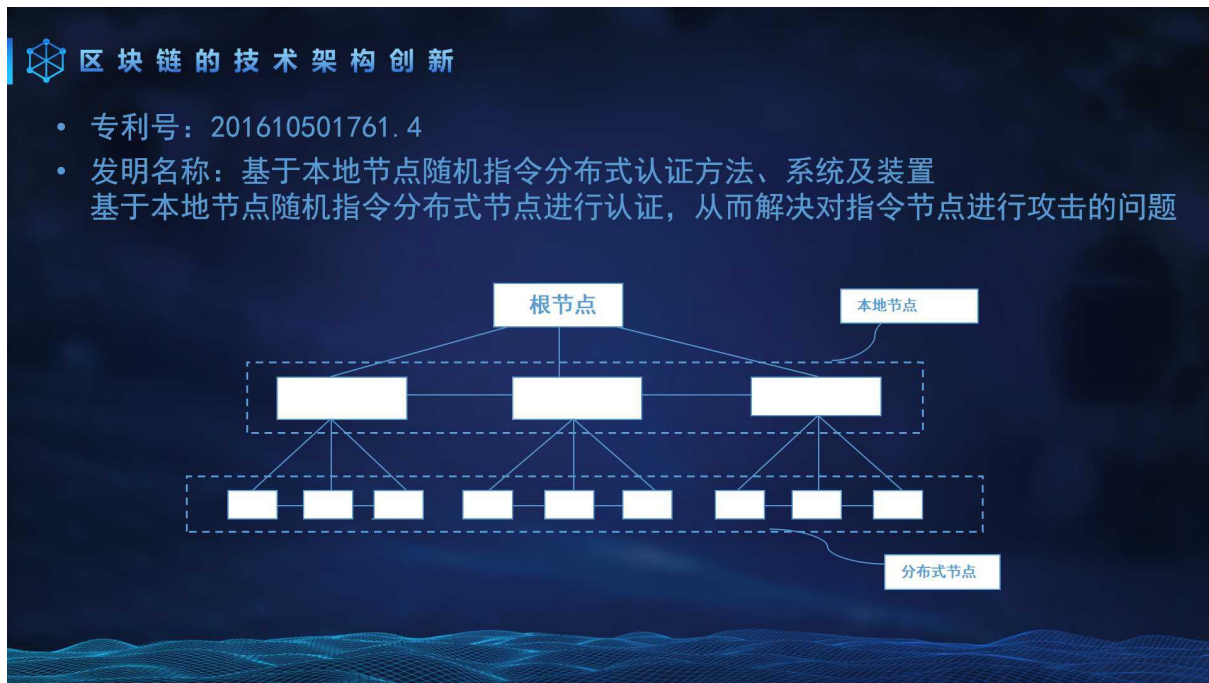 区块链的技术架构创新
• 专利号：201610501761.4
• 发明名称：基于本地节点随机指令分布式认证方法、系统及装置
基于本地节点随机指令分布式节点进行认证，从而解决对指令节点进行攻击的问题
根节点
本地节点
分布式节点